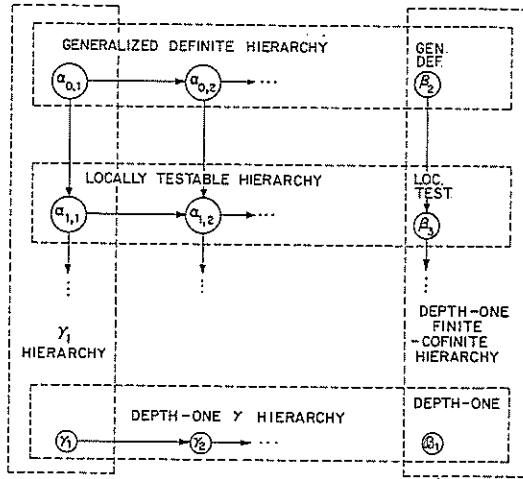 GENERALIZED DEFINITE HIERARCHY
GEN.
DEF.
α0,1
α0,2
...
β2
LOCALLY TESTABLE HIERARCHY
LOC.
TEST
α1,1
α1,2
...
β3
γ1
HIERARCHY
DEPTH-ONE
FINITE
-COFINITE
HIERARCHY
DEPTH-ONE γ HIERARCHY
DEPTH-ONE
γ1
γ2
...
β1